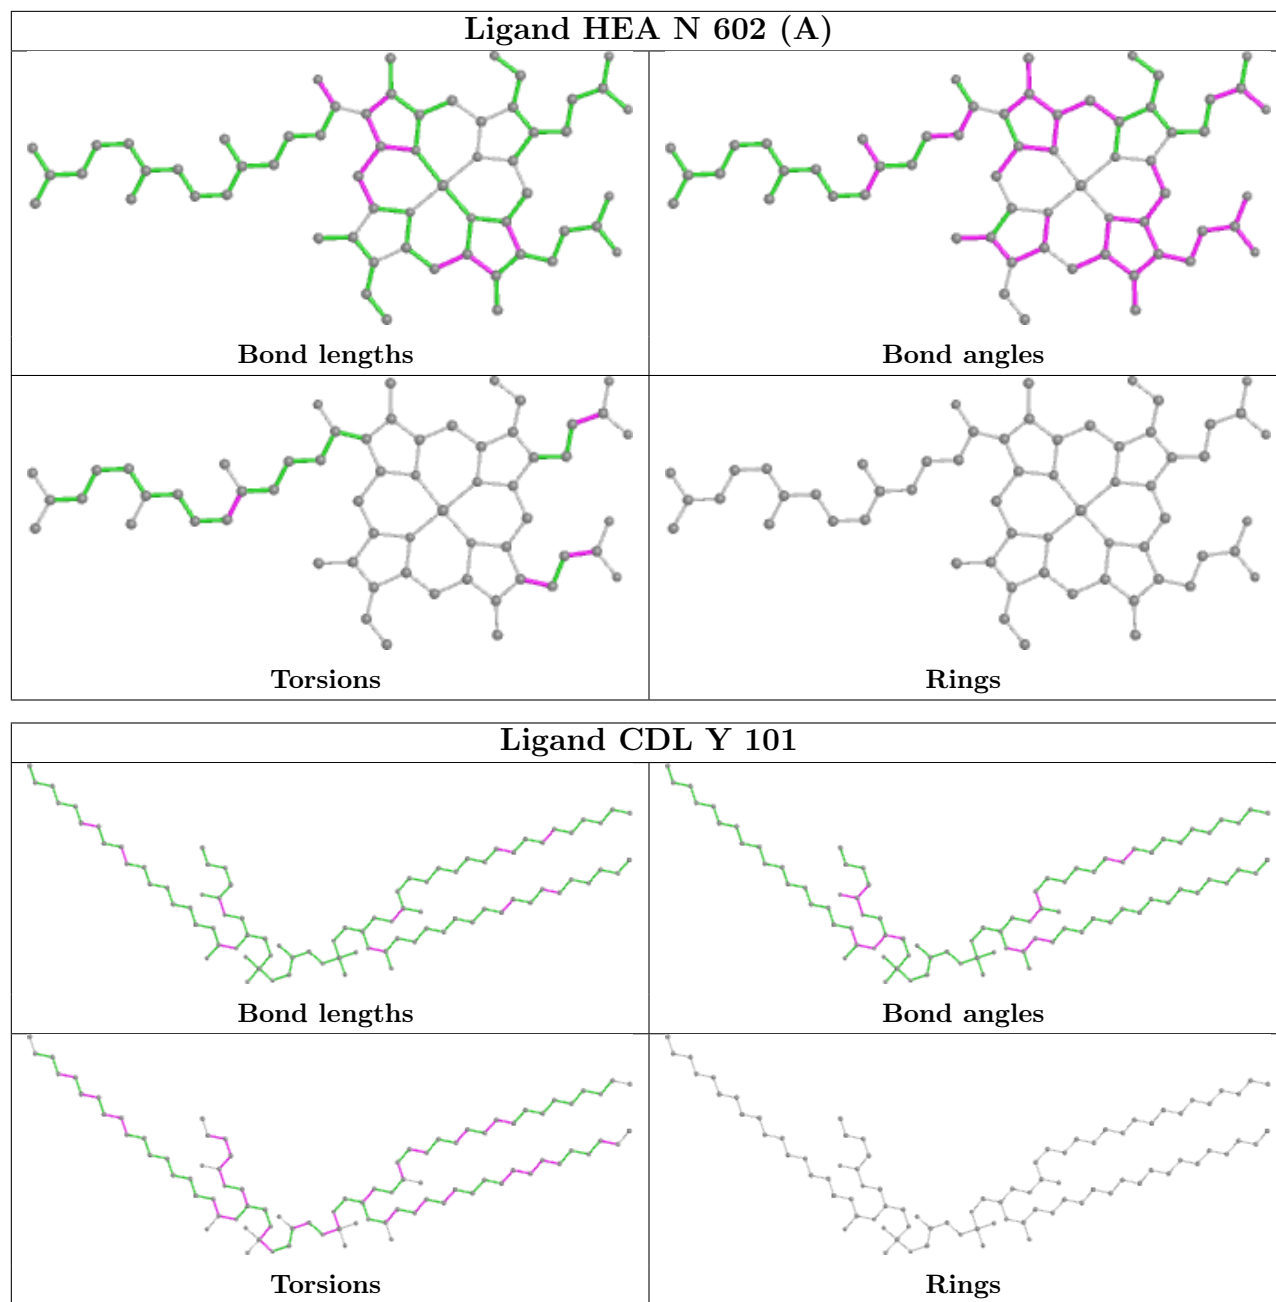 Ligand HEA N 602 (A)
Bond lengths
Bond angles
Torsions
Rings
Ligand CDL Y 101
Bond lengths
Bond angles
Torsions
Rings